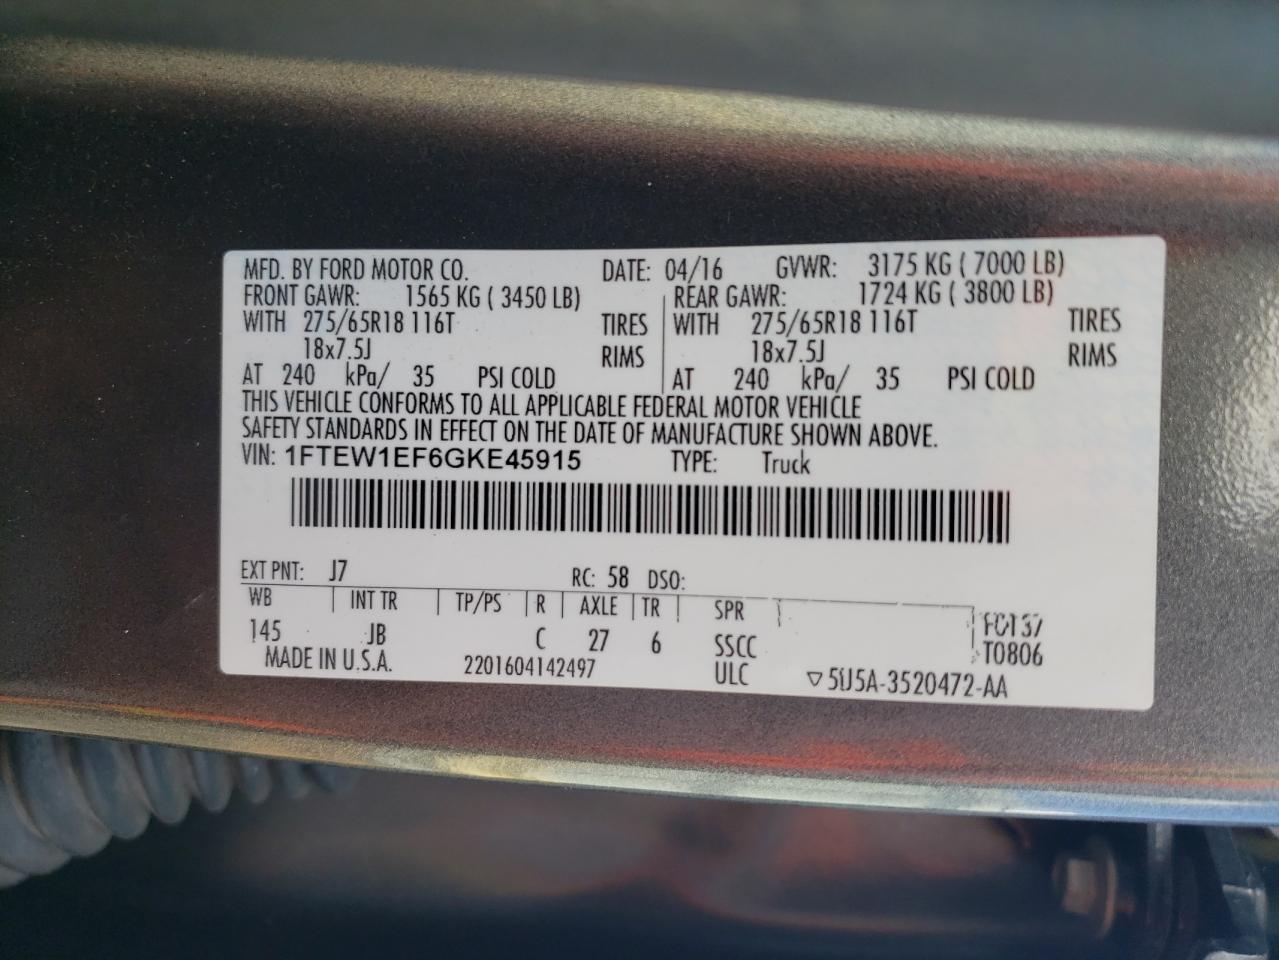 MFD. BY FORD MOTOR CO. DATE: 04/16 GVWR: 3175 KG ( 7000 LB)
FRONT GAWR: 1565 KG ( 3450 LB) REAR GAWR: 1724 KG ( 3800 LB)
WITH 275/65R18 116T TIRES WITH 275/65R18 116T TIRES
18x7.5J RIMS 18x7.5J RIMS
AT 240 kPa/ 35 PSI COLD AT 240 kPa/ 35 PSI COLD
THIS VEHICLE CONFORMS TO ALL APPLICABLE FEDERAL MOTOR VEHICLE
SAFETY STANDARDS IN EFFECT ON THE DATE OF MANUFACTURE SHOWN ABOVE.
VIN: 1FTEW1EF6GKE45915 TYPE: Truck
EXT PNT: J7 RC: 58 DSO:
WB INT TR TP/PS R AXLE TR SPR
145 JB C 27 6 SSCC
T0806
MADE IN U.S.A. 2201604142497 ULC ▽5U5A-3520472-AA